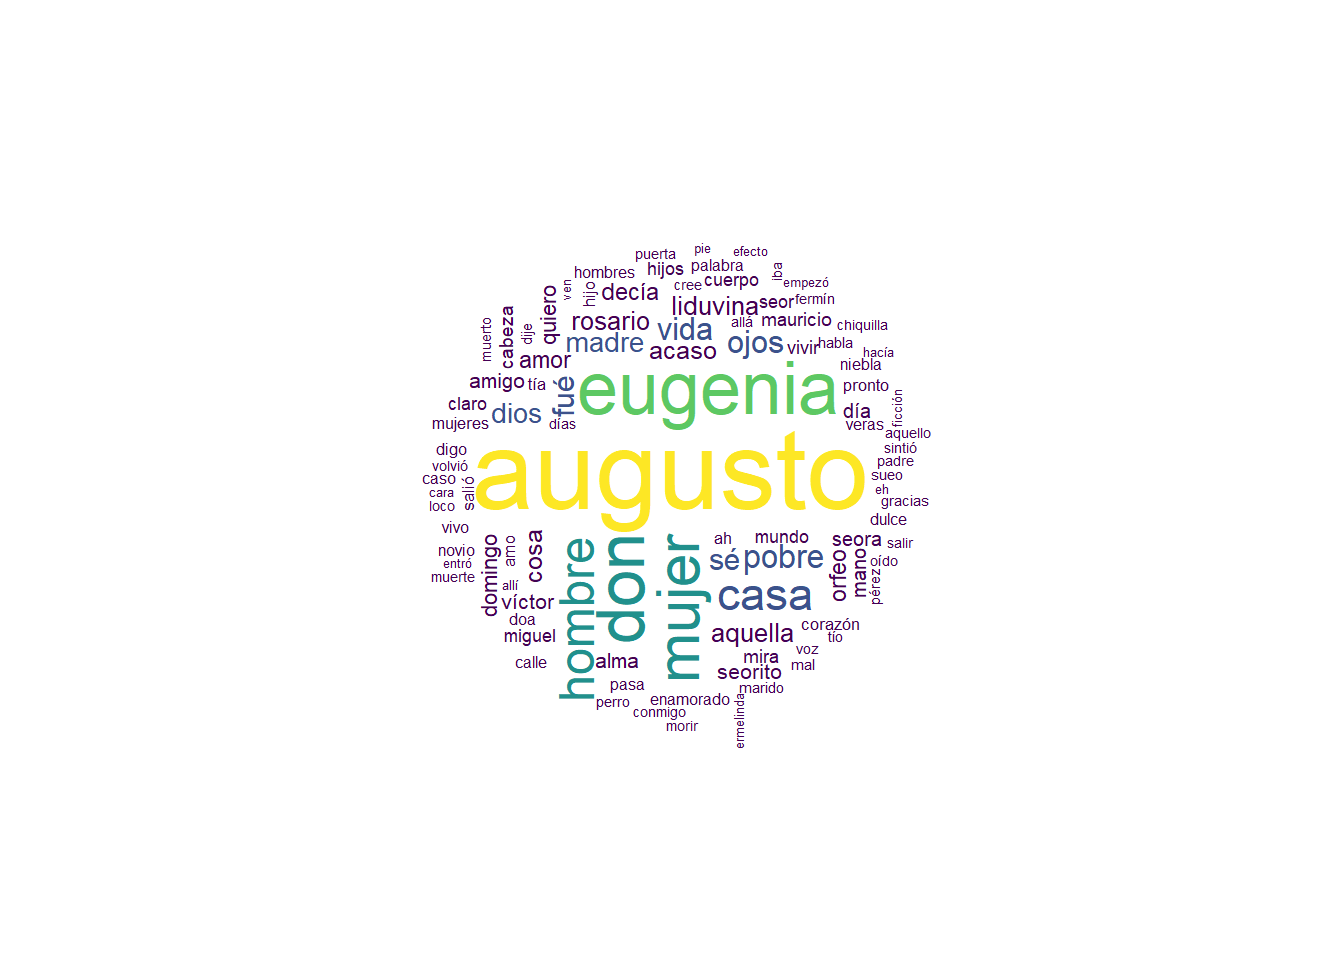 puerta
pie
efecto
hombres
hijos
palabra
iba
ven
hijo
decía
cree
cuerpo
empezó
quiero
liduvina
seor
fermín
muerto
cabeza
dije
rosario
vida
allá
mauricio
chiquilla
madre
acaso
ojos
vivir
habla
hacía
amor
niebla
amigo
tía
fué
eugenia
pronto
claro
dios
día
ficción
mujeres
días
veras
aquello
digo
augusto
sintió
volvió
padre
caso
salió
sueo
cara
eh
loco
gracias
vivo
dulce
novio
domingo
amo
cosa
hombre
don
mujer
ah
mundo
seora
salir
entró
sé
pobre
orfeo
mano
oído
muerte
allí
pérez
víctor
casa
doa
miguel
aquella
corazón
tío
calle
alma
mira
voz
mal
seorito
pasa
marido
perro
enamorado
conmigo
ermelinda
morir